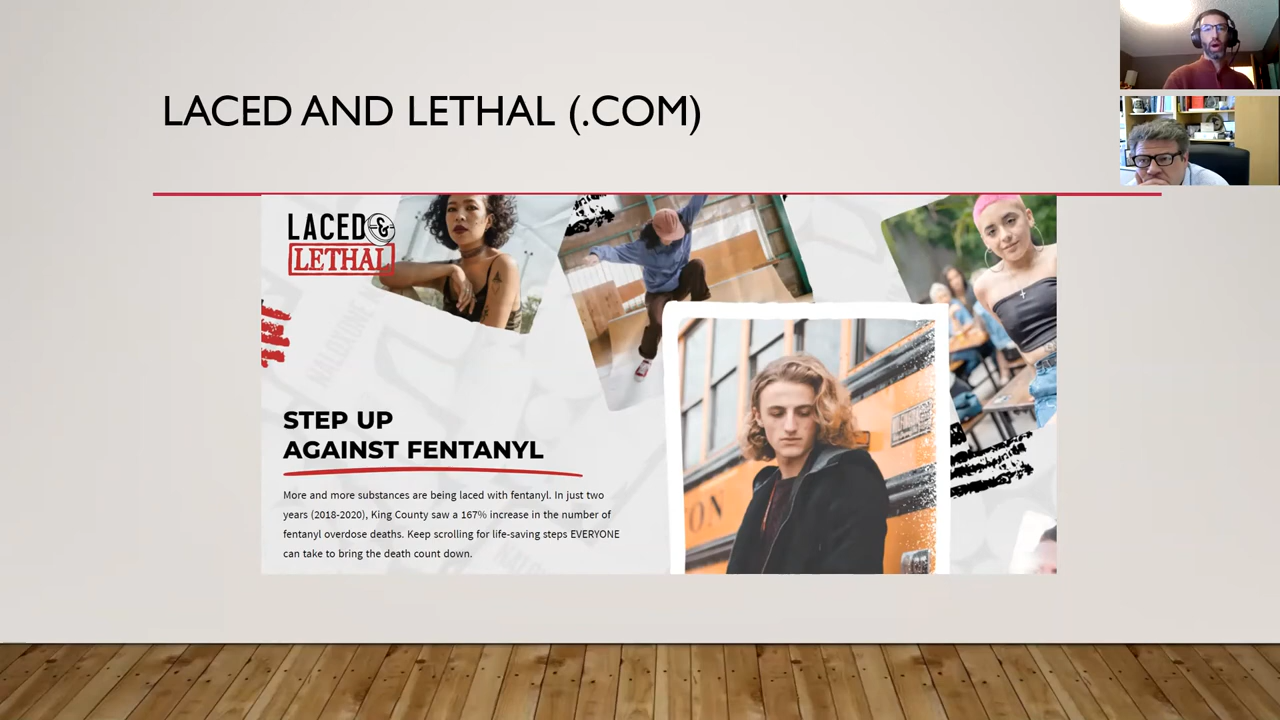 LACED AND LETHAL (.COM)
LACED &
LETHAL
NALOXONE
STEP UP
AGAINST FENTANYL
More and more substances are being laced with fentanyl. In just two
years (2018-2020), King County saw a 167% increase in the number of
fentanyl overdose deaths. Keep scrolling for life-saving steps EVERYONE
can take to bring the death count down.